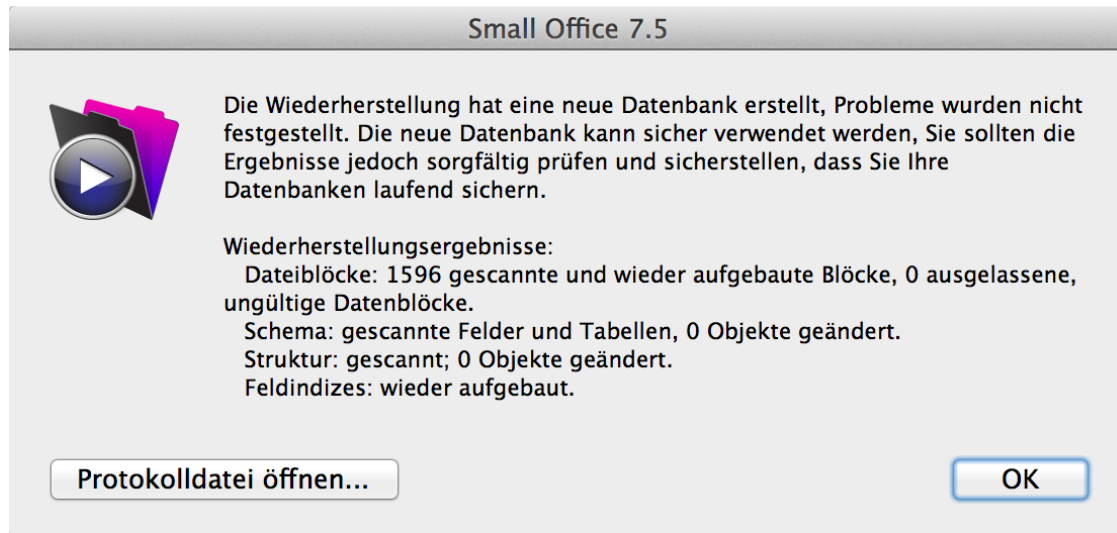 Small Office 7.5
Die Wiederherstellung hat eine neue Datenbank erstellt, Probleme wurden nicht
festgestellt. Die neue Datenbank kann sicher verwendet werden, Sie sollten die
Ergebnisse jedoch sorgfältig prüfen und sicherstellen, dass Sie Ihre
Datenbanken laufend sichern.
Wiederherstellungsergebnisse:
Dateiblöcke: 1596 gescannte und wieder aufgebaute Blöcke, 0 ausgelassene,
ungültige Datenblöcke.
Schema: gescannte Felder und Tabellen, 0 Objekte geändert.
Struktur: gescannt; 0 Objekte geändert.
Feldindizes: wieder aufgebaut.
Protokolldatei öffnen...
OK